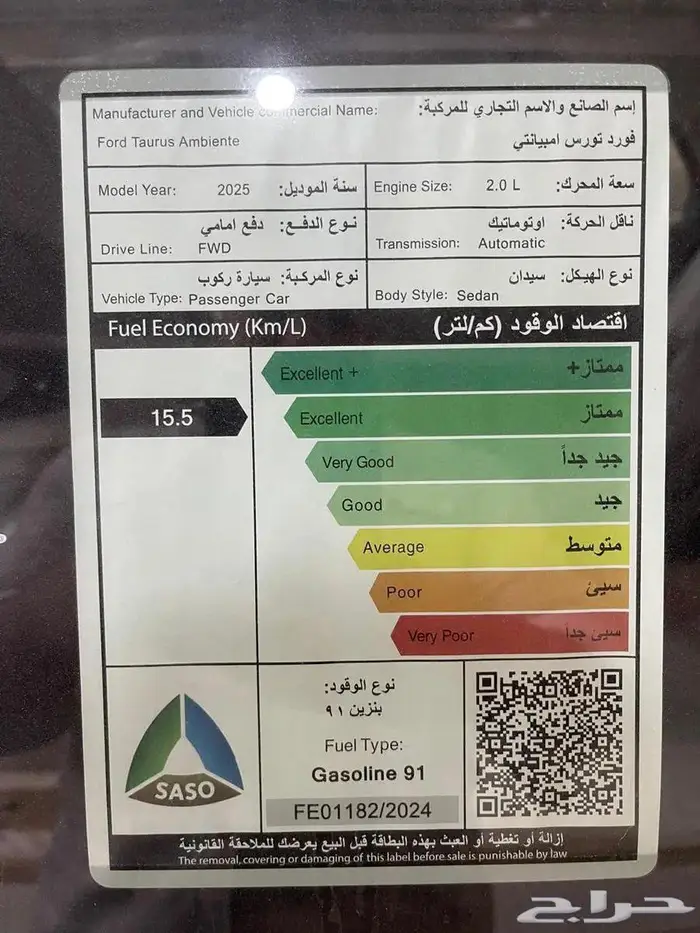 Manufacturer and Vehicle commercial Name: إسم الصانع والاسم التجاري للمركبة:
Ford Taurus Ambiente فورد تورس امبيانتي
Model Year: 2025 سنة الموديل:
Engine Size: 2.0 L سعة المحرك:
نوع الدفع: دفع امامي
Drive Line: FWD
ناقل الحركة: اوتوماتيك
Transmission: Automatic
نوع المركبة: سيارة ركوب
Vehicle Type: Passenger Car
نوع الهيكل: سيدان
Body Style: Sedan
Fuel Economy (Km/L) اقتصاد الوقود (كم/لتر)
Excellent + ممتاز+
15.5
Excellent ممتاز
Very Good جيد جداً
Good جيد
Average متوسط
Poor سيئ
Very Poor سيئ جداً
SASO
نوع الوقود:
بنزين ٩١
Fuel Type:
Gasoline 91
FE01182/2024
إزالة أو تغطية أو العبث بهذه البطاقة قبل البيع يعرضك للملاحقة القانونية
The removal, covering or damaging of this label before sale is punishable by law
حراج